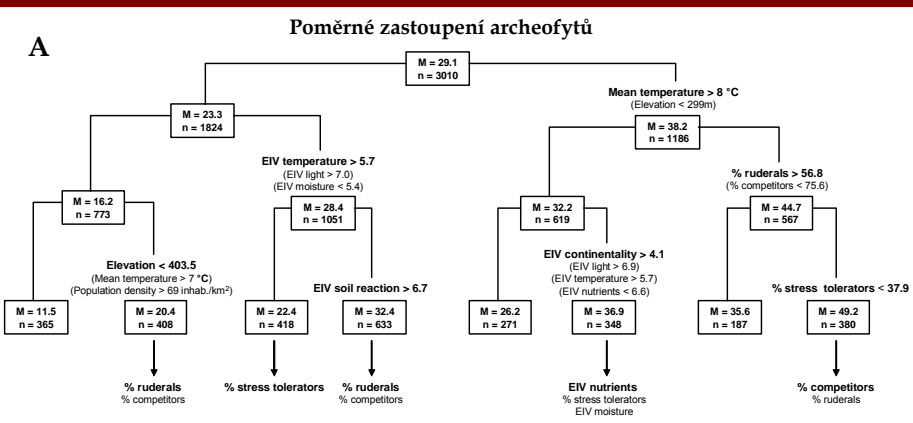 Poměrné zastoupení archeofytů
A
M = 29.1
n = 3010
Mean temperature > 8 °C
(Elevation < 299m)
M = 23.3
n = 1824
M = 38.2
n = 1186
EIV temperature > 5.7
(EIV light > 7.0)
(EIV moisture < 5.4)
% ruderals > 56.8
(% competitors < 75.6)
M = 16.2
n = 773
M = 28.4
n = 1051
M = 32.2
n = 619
M = 44.7
n = 567
Elevation < 403.5
(Mean temperature > 7 °C)
(Population density > 69 inhab./km²)
EIV soil reaction > 6.7
EIV continentality > 4.1
(EIV light > 6.9)
(EIV temperature > 5.7)
(EIV nutrients < 6.6)
% stress tolerators < 37.9
M = 11.5
n = 365
M = 20.4
n = 408
M = 22.4
n = 418
M = 32.4
n = 633
M = 26.2
n = 271
M = 36.9
n = 348
M = 35.6
n = 187
M = 49.2
n = 380
% ruderals
% competitors
% stress tolerators
% ruderals
% competitors
EIV nutrients
% stress tolerators
EIV moisture
% competitors
% ruderals